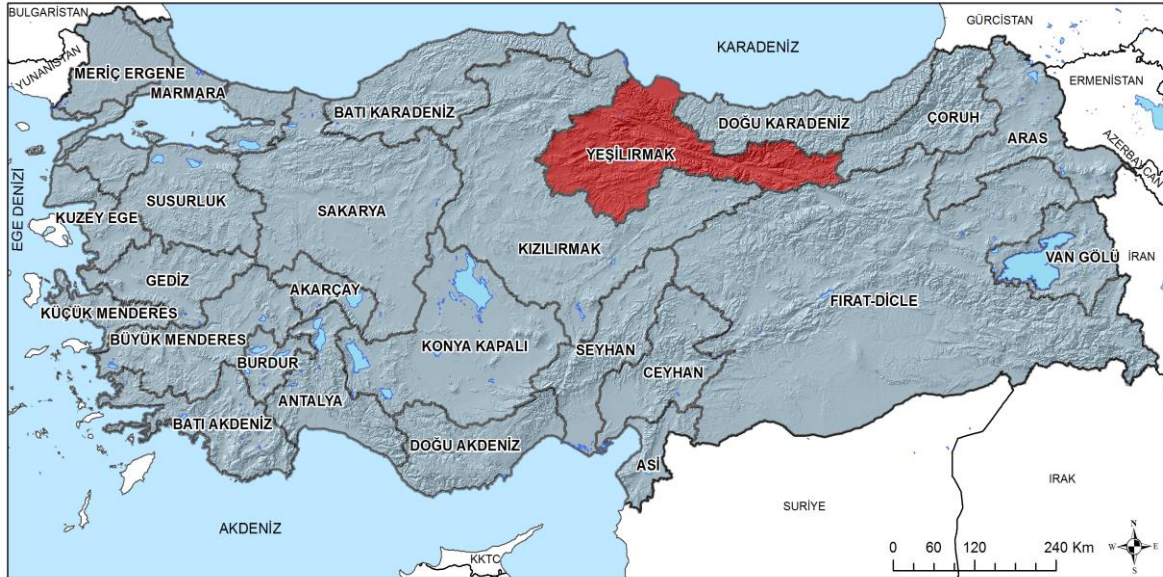 BULGARİSTAN
YUNANİSTAN
MERİÇ ERGENE
MARMARA
KARADENİZ
GÜRCİSTAN
ERMENİSTAN
AZERBAYCAN
BATI KARADENİZ
DOĞU KARADENİZ
ÇORUH
ARAS
YEŞİLIRMAK
EGE DENİZİ
KUZEY EGE
SUSURLUK
SAKARYA
KIZILIRMAK
VAN GÖLÜ
İRAN
GEDİZ
AKARÇAY
FIRAT-DİCLE
KÜÇÜK MENDERES
BÜYÜK MENDERES
BURDUR
KONYA KAPALI
SEYHAN
CEYHAN
ANTALYA
BATI AKDENİZ
DOĞU AKDENİZ
ASİ
SURİYE
IRAK
AKDENİZ
KKTC
N
W E
S
0 60 120 240 Km